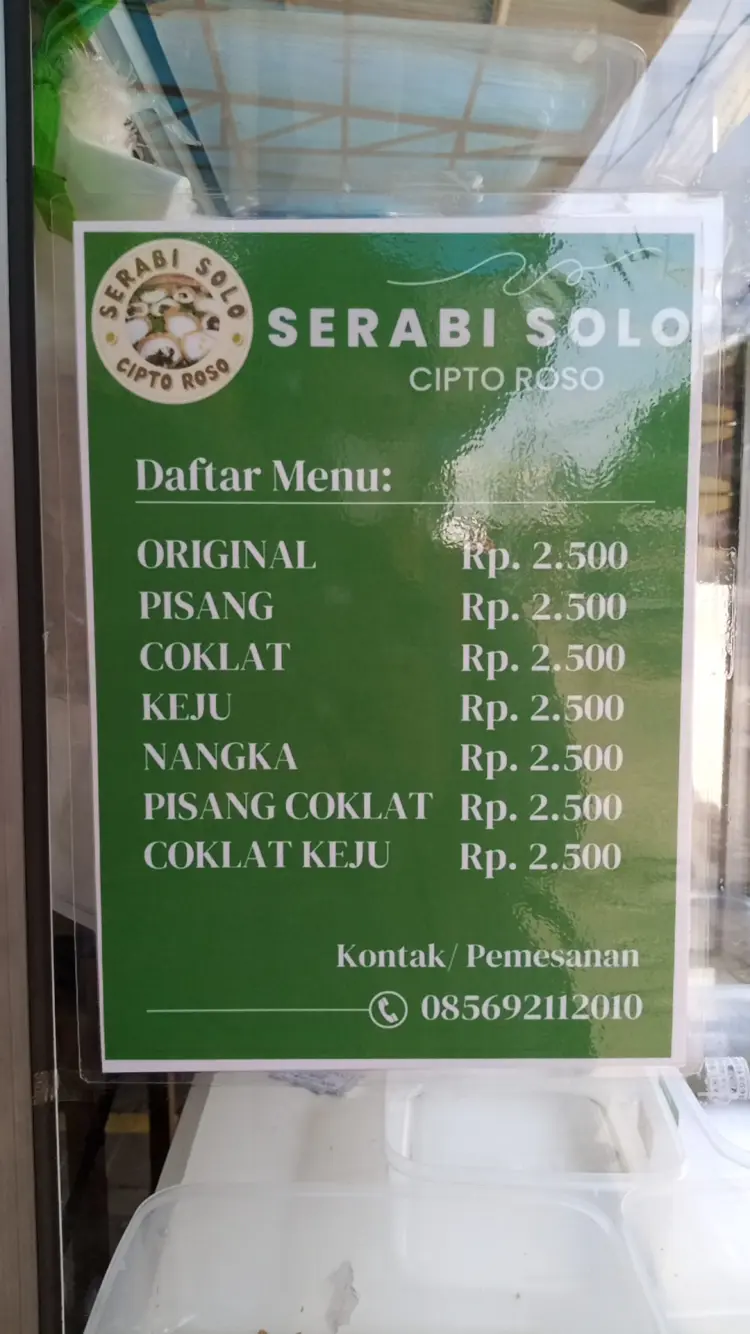 SERABI SOLO
CIPTO ROSO
SERABI SOLO
CIPTO ROSO
Daftar Menu:
ORIGINAL Rp. 2.500
PISANG Rp. 2.500
COKLAT Rp. 2.500
KEJU Rp. 2.500
NANGKA Rp. 2.500
PISANG COKLAT Rp. 2.500
COKLAT KEJU Rp. 2.500
Kontak/ Pemesanan
085692112010